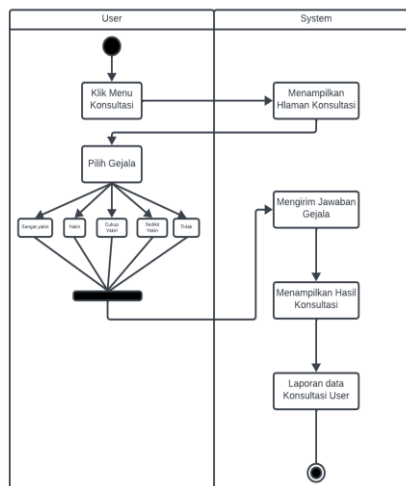 User
System
Klik Menu
Konsultasi
Menampilkan
Hlaman Konsultasi
Pilih Gejala
Sangat yakin
Yakin
Cukup
Yakin
Sedikit
Yakin
Tidak
Mengirim Jawaban
Gejala
Menampilkan Hasil
Konsultasi
Laporan data
Konsultasi User